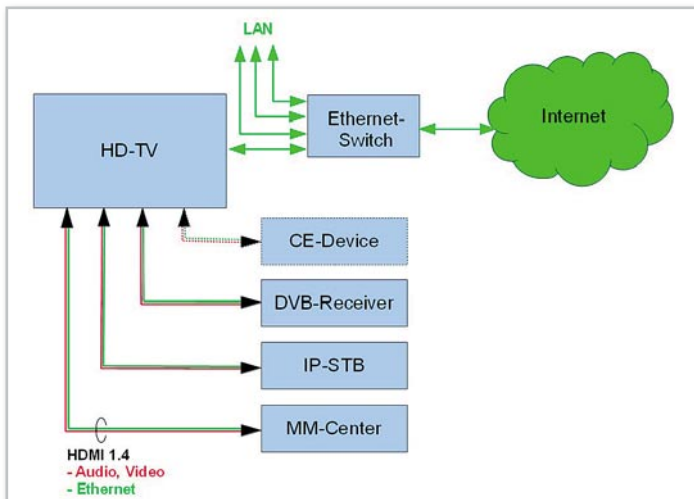 LAN
HD-TV
Ethernet-
Switch
Internet
CE-Device
DVB-Receiver
IP-STB
MM-Center
HDMI 1.4
- Audio, Video
- Ethernet